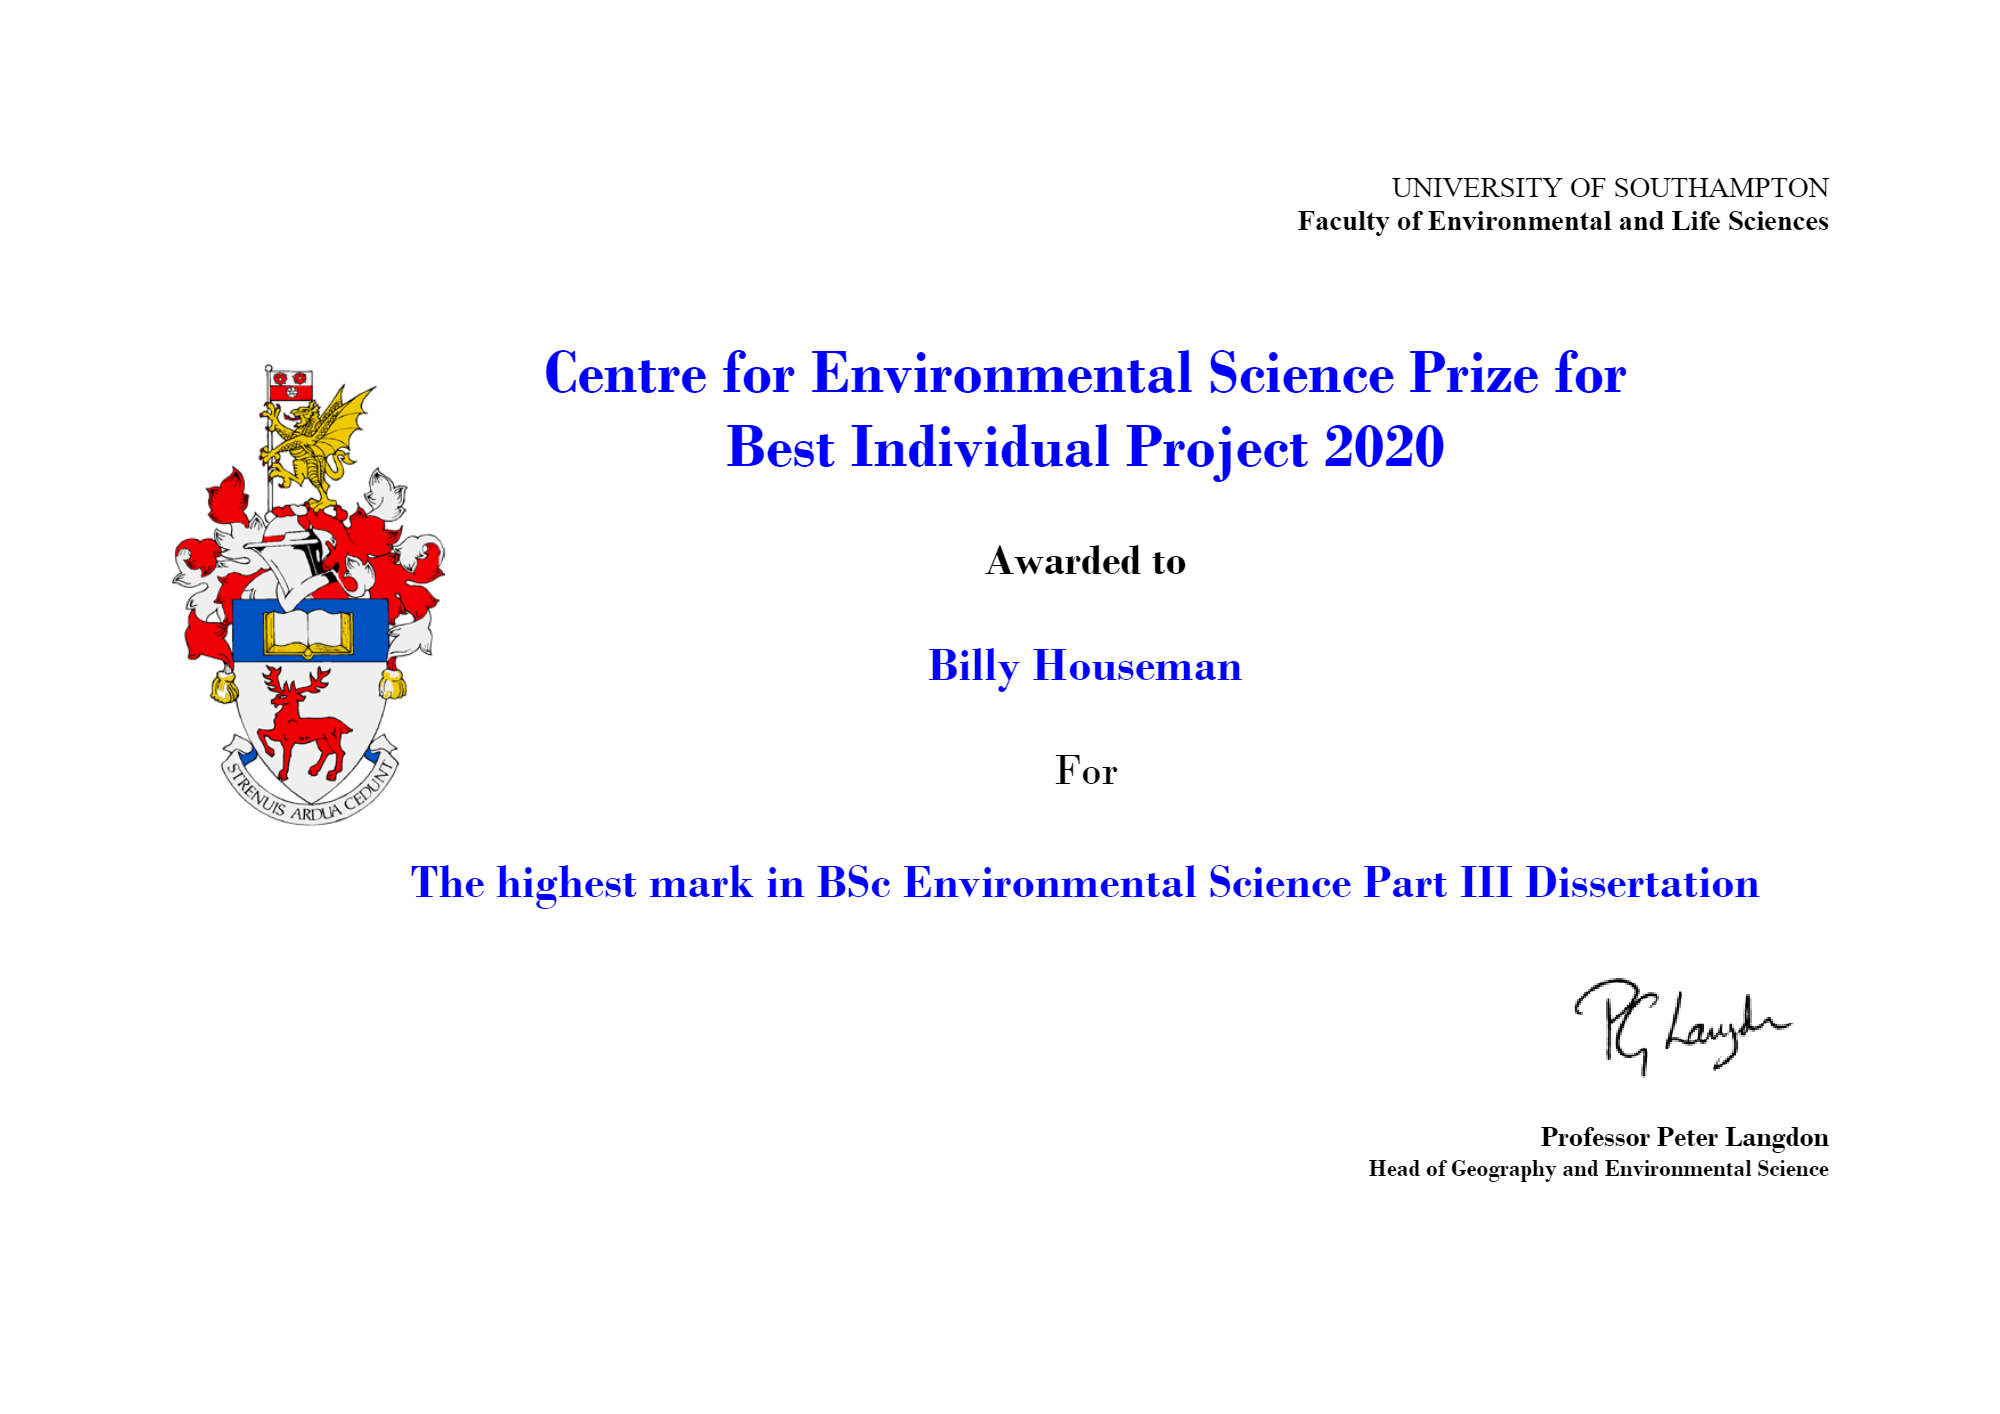 UNIVERSITY OF SOUTHAMPTON
Faculty of Environmental and Life Sciences
Centre for Environmental Science Prize for
Best Individual Project 2020
Awarded to
Billy Houseman
For
The highest mark in BSc Environmental Science Part III Dissertation
STRENUIS ARDUA CEDUNT
PG Langdon
Professor Peter Langdon
Head of Geography and Environmental Science